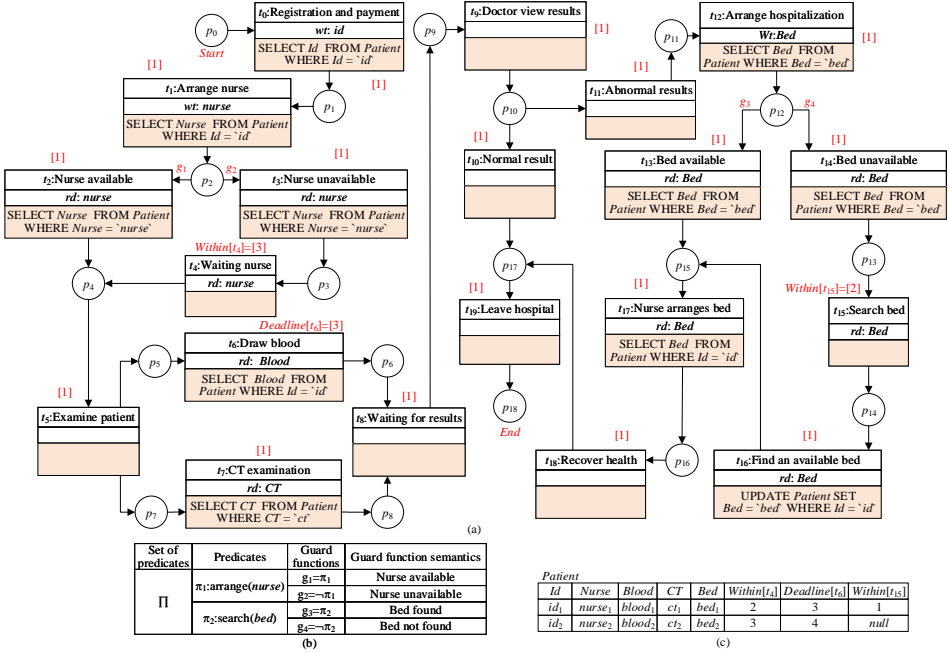 t0:Registration and payment
wt: id
SELECT Id FROM Patient
WHERE Id = `id`
p0
Start
[1]
[1]
t1:Arrange nurse
wt: nurse
SELECT Nurse FROM Patient
WHERE Id = `id`
p1
g1
p2
g2
[1]
t2:Nurse available
rd: nurse
SELECT Nurse FROM Patient
WHERE Nurse = `nurse`
[1]
t3:Nurse unavailable
rd: nurse
SELECT Nurse FROM Patient
WHERE Nurse = `nurse`
Within[t4]=[3]
t4:Waiting nurse
rd: nurse
p4
p3
Deadline[t6]=[3]
t6:Draw blood
rd: Blood
SELECT Blood FROM
Patient WHERE Id = `id`
p5
p6
[1]
t5:Examine patient
[1]
t8:Waiting for results
[1]
t7:CT examination
rd: CT
SELECT CT FROM Patient
WHERE CT = `ct`
p7
p8
p9
t9:Doctor view results
[1]
p10
[1]
t11:Abnormal results
p11
t12:Arrange hospitalization
Wt:Bed
SELECT Bed FROM
Patient WHERE Bed= `bed`
[1]
g3
p12
g4
[1]
t10:Normal result
[1]
t13:Bed available
rd: Bed
SELECT Bed FROM
Patient WHERE Bed=`bed`
[1]
t14:Bed unavailable
rd: Bed
SELECT Bed FROM
Patient WHERE Bed=`bed`
p17
p15
p13
[1]
t19:Leave hospital
[1]
t17:Nurse arranges bed
rd: Bed
SELECT Bed FROM
Patient WHERE Id = `id`
Within[t15]=[2]
t15:Search bed
rd: Bed
p18
End
p14
[1]
t18:Recover health
p16
[1]
t16:Find an available bed
rd: Bed
UPDATE Patient SET
Bed= `bed` WHERE Id = `id`
(a)
Set of predicates Predicates Guard functions Guard function semantics
Π π1:arrange(nurse) g1=π1 Nurse available
g2=¬π1 Nurse unavailable
π2:search(bed) g3=π2 Bed found
g4=¬π2 Bed not found
(b)
Patient
Id Nurse Blood CT Bed Within[t4] Deadline[t6] Within[t15]
id1 nurse1 blood1 ct1 bed1 2 3 1
id2 nurse2 blood2 ct2 bed2 3 4 null
(c)